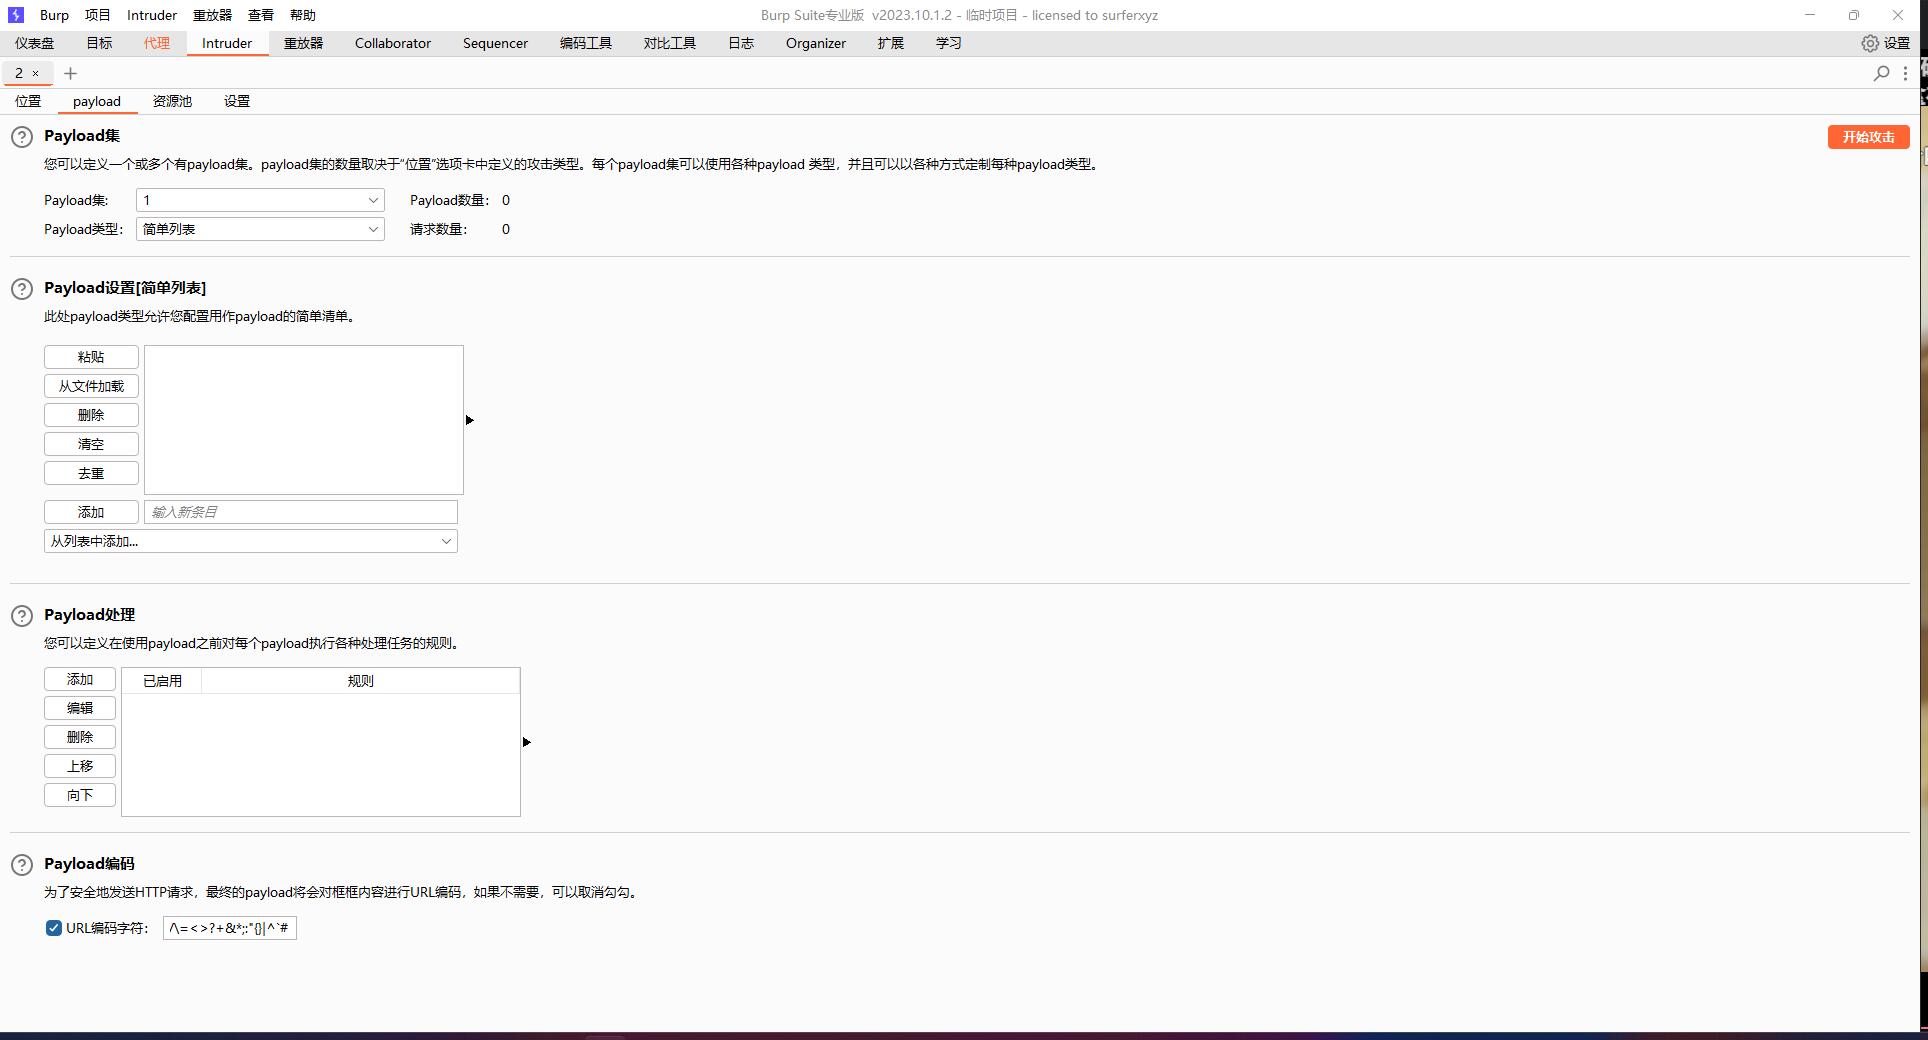 Burp 项目 Intruder 重放器 查看 帮助 Burp Suite专业版 v2023.10.1.2 - 临时项目 - licensed to surferxyz
仪表盘 目标 代理 Intruder 重放器 Collaborator Sequencer 编码工具 对比工具 日志 Organizer 扩展 学习 设置
2 × +
位置 payload 资源池 设置
Payload集 开始攻击
您可以定义一个或多个有payload集。payload集的数量取决于“位置”选项卡中定义的攻击类型。每个payload集可以使用各种payload 类型，并且可以以各种方式定制每种payload类型。
Payload集: 1 Payload数量： 0
Payload类型： 简单列表 请求数量： 0
Payload设置[简单列表]
此处payload类型允许您配置用作payload的简单清单。
粘贴
从文件加载
删除
清空
去重
添加 输入新条目
从列表中添加...
Payload处理
您可以定义在使用payload之前对每个payload执行各种处理任务的规则。
添加 已启用 规则
编辑
删除
上移
向下
Payload编码
为了安全地发送HTTP请求，最终的payload将会对框框内容进行URL编码，如果不需要，可以取消勾勾。
URL编码字符： /\=<>?+&*;:"{}|^`#